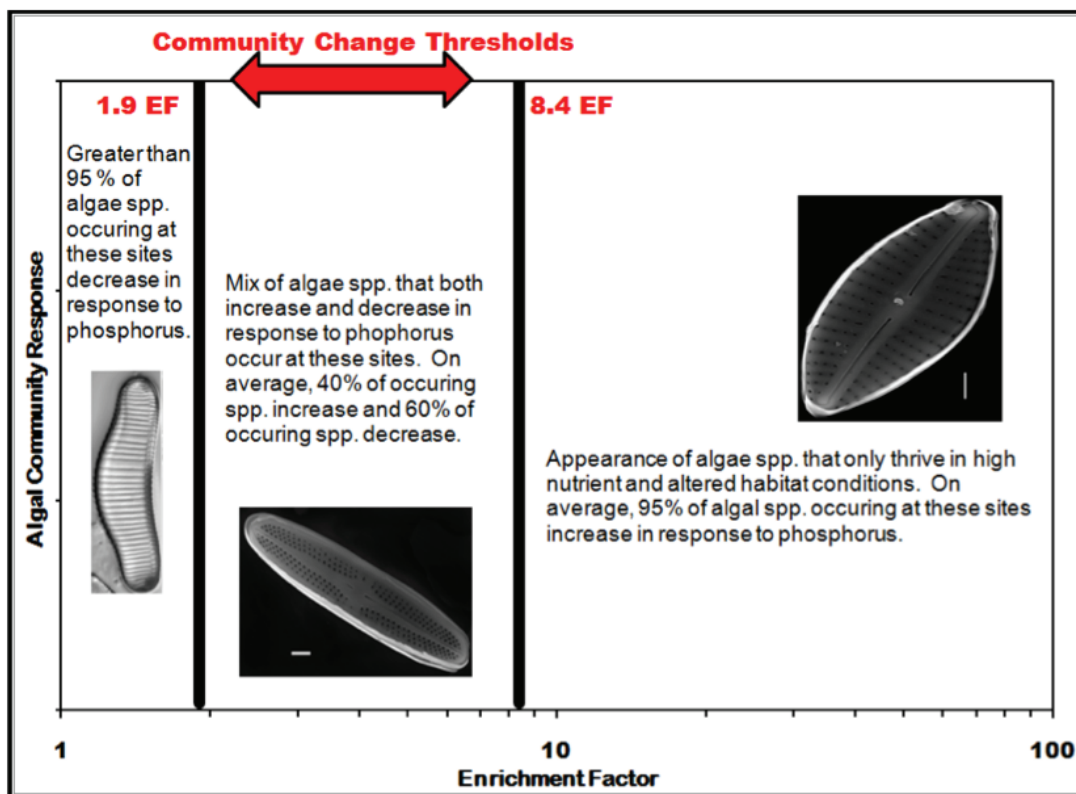 Community Change Thresholds
1.9 EF
8.4 EF
Greater than
95 % of
algae spp.
occuring at
these sites
decrease in
response to
phosphorus.
Mix of algae spp. that both
increase and decrease in
response to phophorus
occur at these sites. On
average, 40% of occuring
spp. increase and 60% of
occuring spp. decrease.
Appearance of algae spp. that only thrive in high
nutrient and altered habitat conditions. On
average, 95% of algal spp. occuring at these sites
increase in response to phosphorus.
Algal Community Response
1
10
100
Enrichment Factor